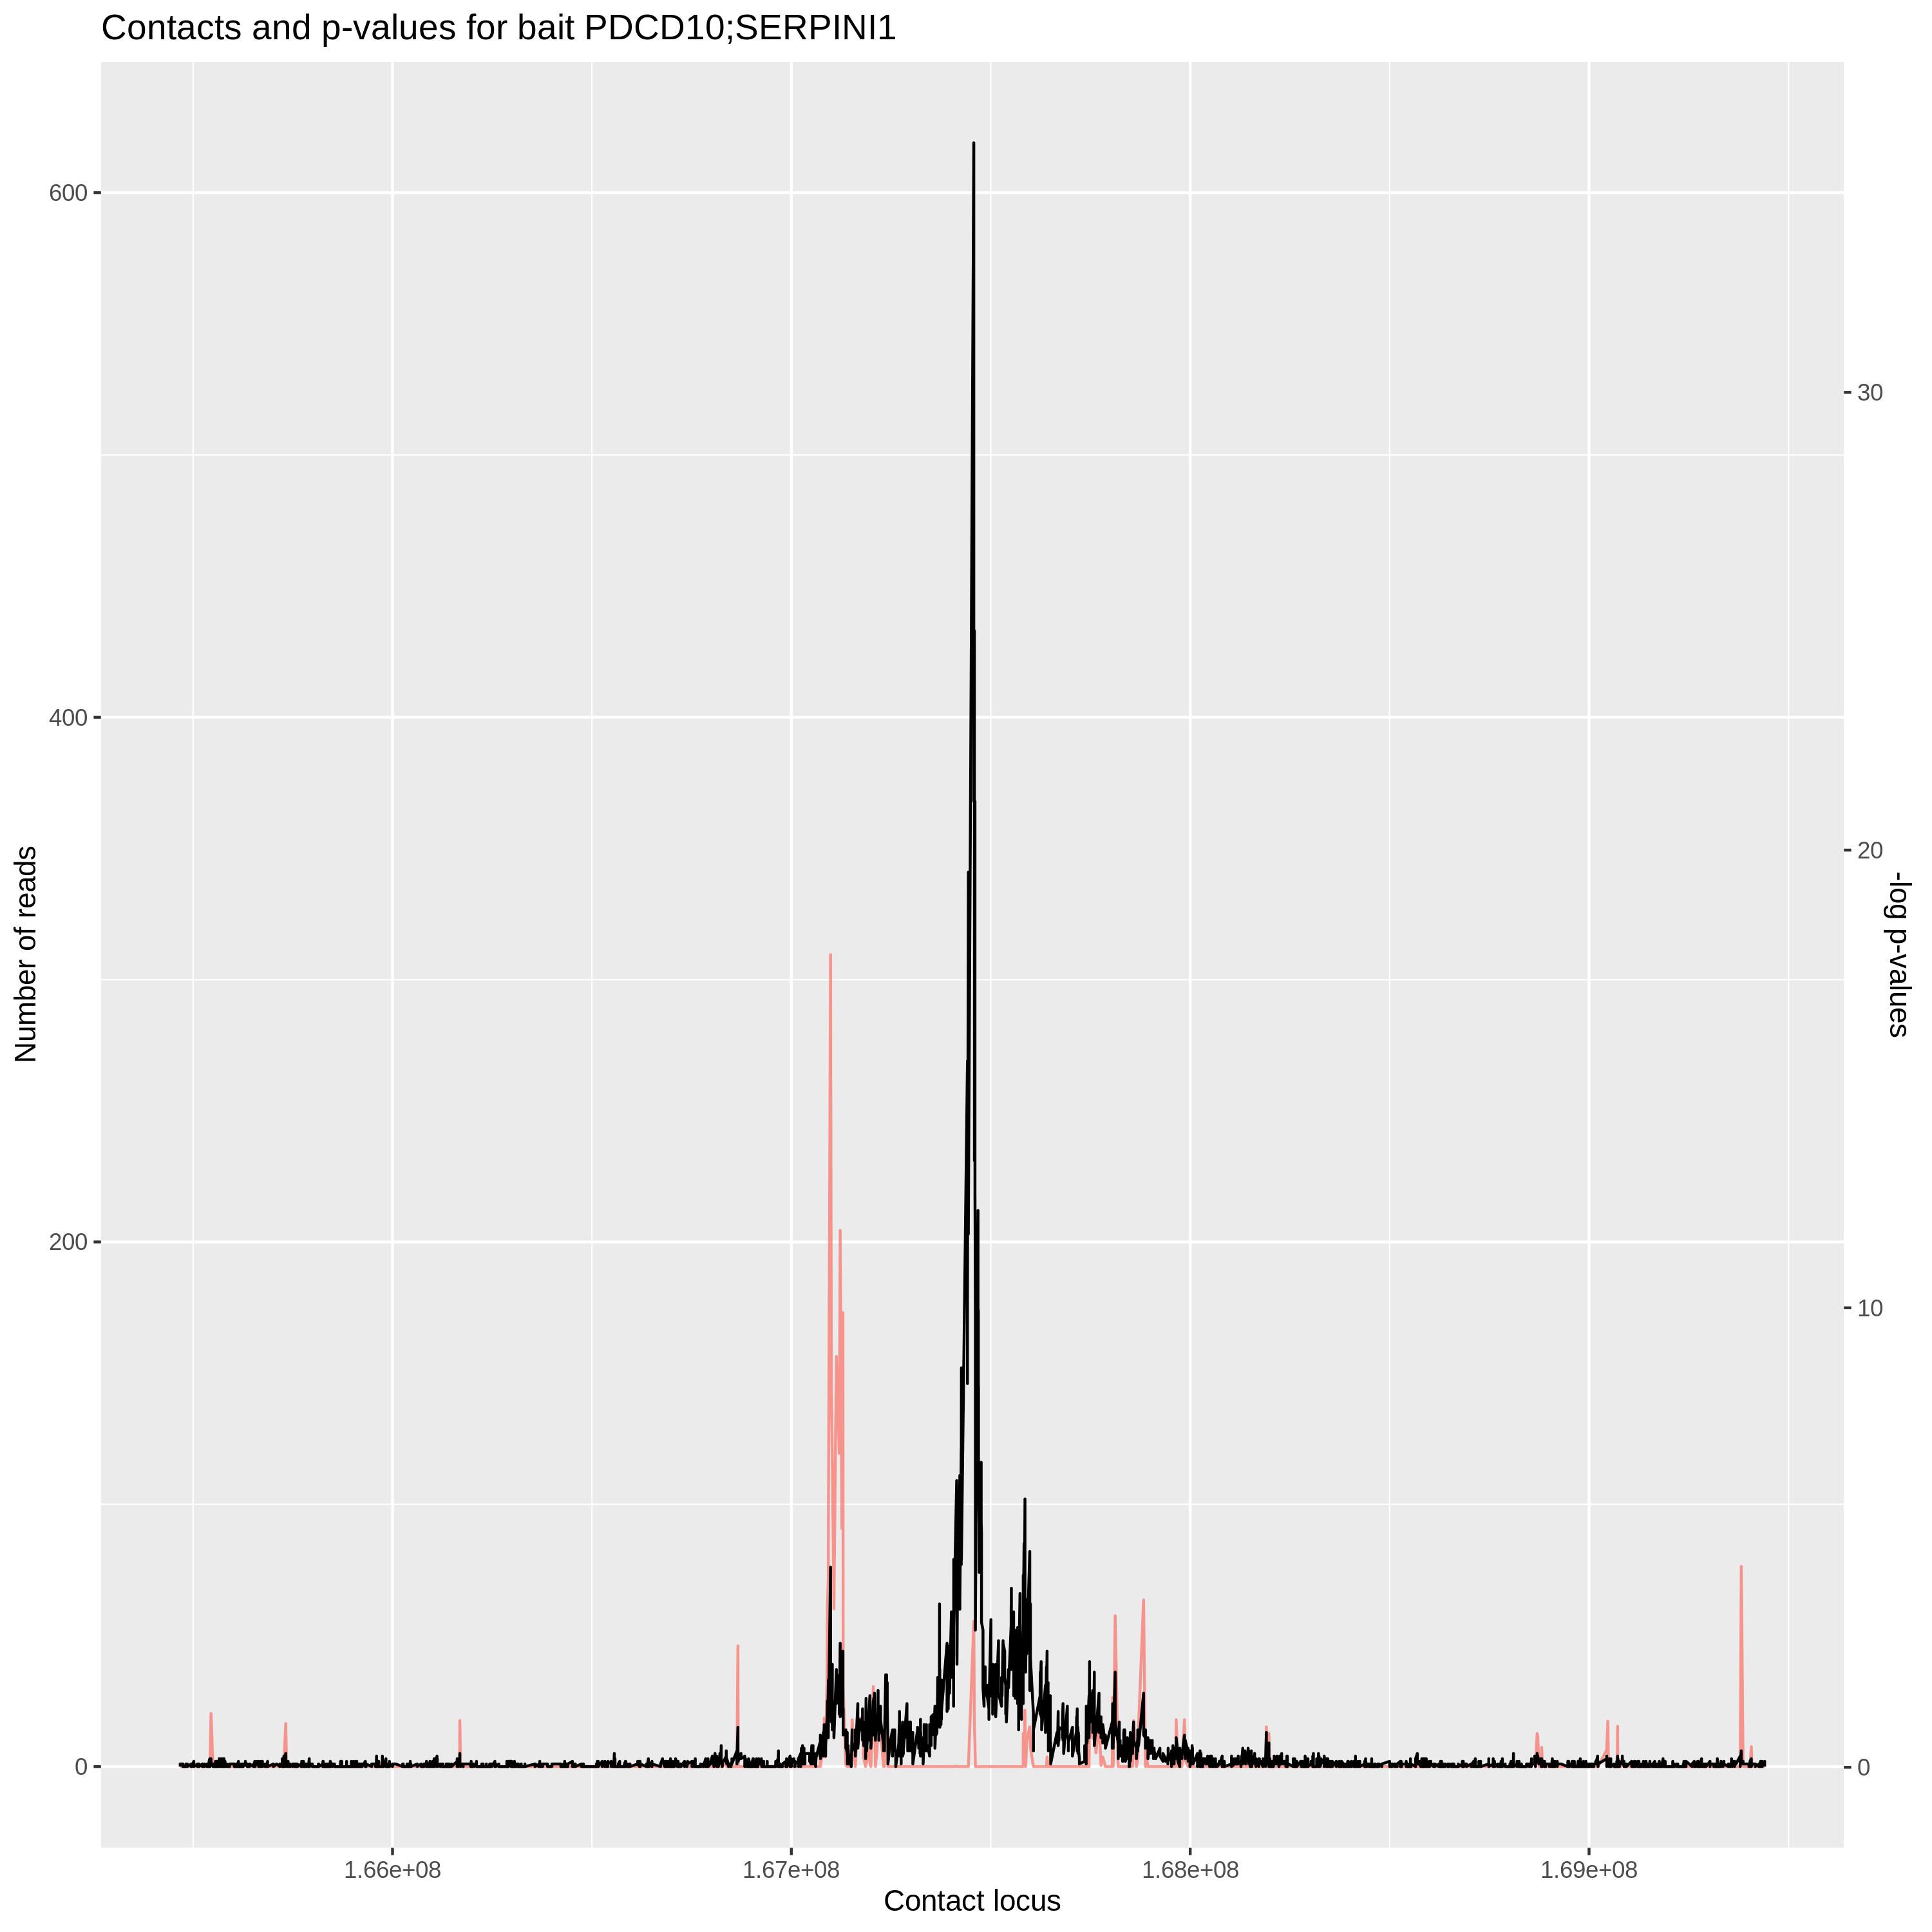 Contacts and p-values for bait PDCD10;SERPINI1
600
400
200
0
Number of reads
30
20
10
0
-log p-values
1.66e+08
1.67e+08
1.68e+08
1.69e+08
Contact locus